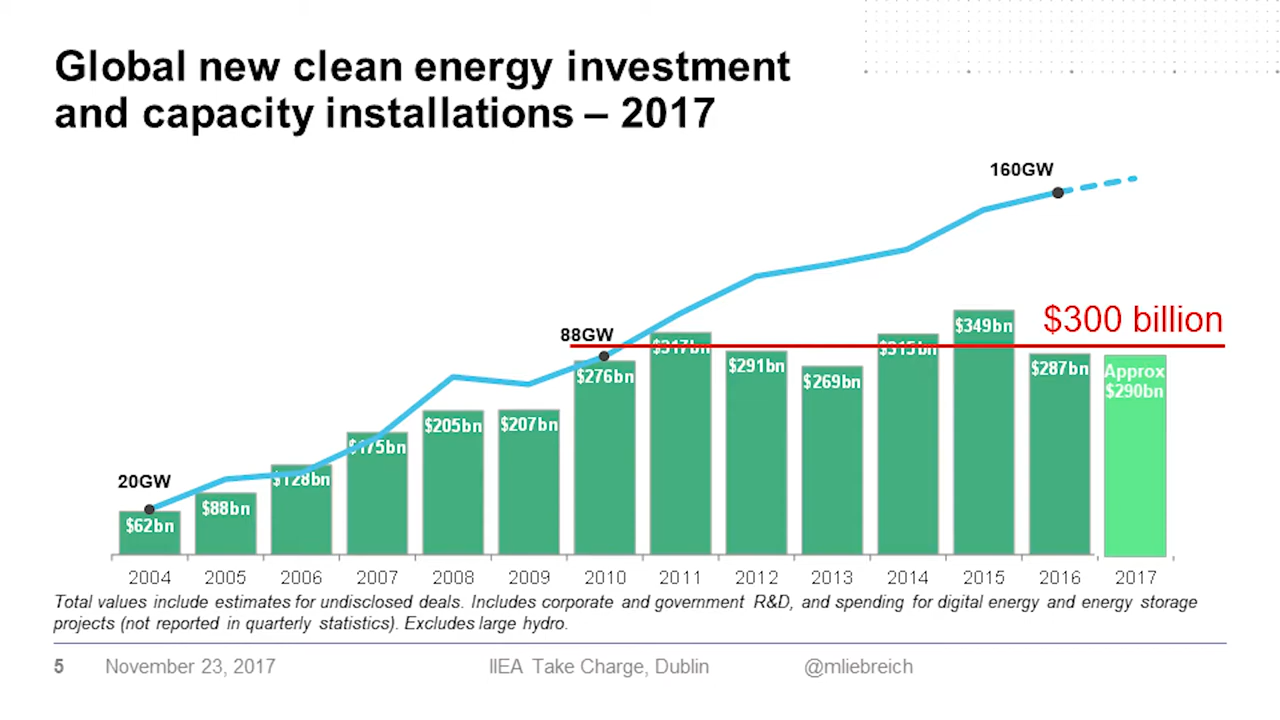 Global new clean energy investment
and capacity installations – 2017
160GW
$300 billion
88GW
20GW
$62bn
$88bn
$128bn
$175bn
$205bn
$207bn
$276bn
$317bn
$291bn
$269bn
$315bn
$349bn
$287bn
Approx
$290bn
2004 2005 2006 2007 2008 2009 2010 2011 2012 2013 2014 2015 2016 2017
Total values include estimates for undisclosed deals. Includes corporate and government R&D, and spending for digital energy and energy storage
projects (not reported in quarterly statistics). Excludes large hydro.
5 November 23, 2017 IIEA Take Charge, Dublin @mliebreich